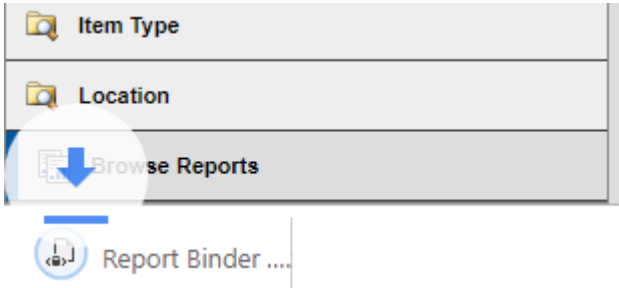 Item Type
Location
Browse Reports
Report Binder ....